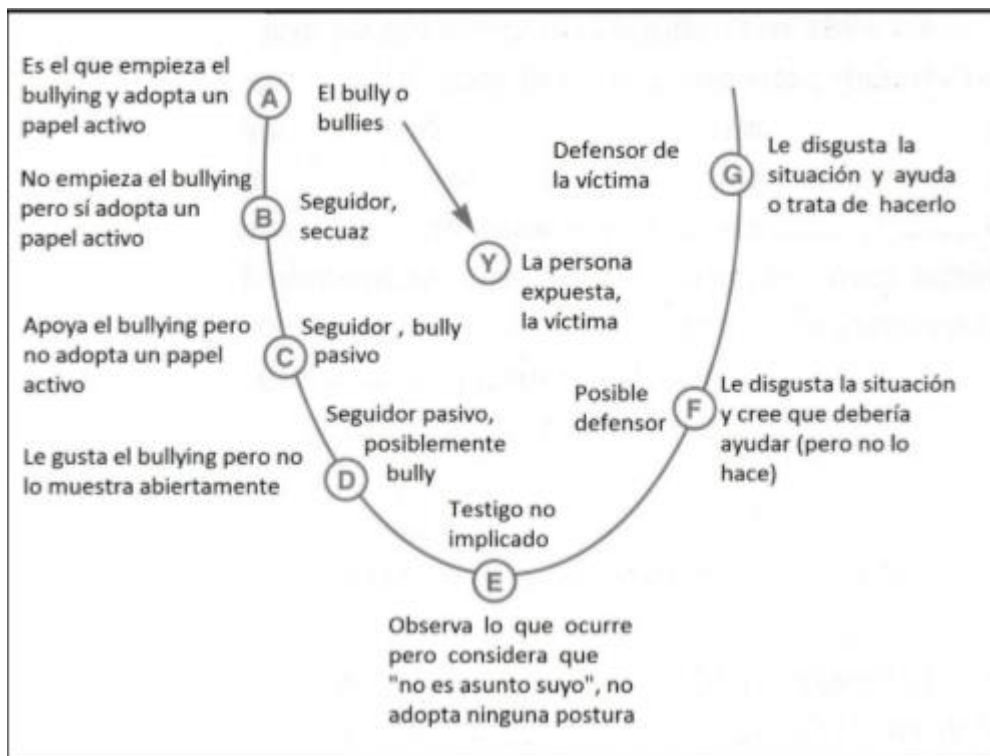 Es el que empieza el
bullying y adopta un
papel activo
A
El bully o
bullies
No empieza el bullying
pero sí adopta un
papel activo
B
Seguidor,
secuaz
Y
La persona
expuesta,
la víctima
Defensor de
la víctima
G
Le disgusta la
situación y ayuda
o trata de hacerlo
Apoya el bullying pero
no adopta un papel
activo
C
Seguidor , bully
pasivo
Posible
defensor
F
Le disgusta la situación
y cree que debería
ayudar (pero no lo
hace)
Le gusta el bullying pero no
lo muestra abiertamente
D
Seguidor pasivo,
posiblemente
bully
Testigo no
implicado
E
Observa lo que ocurre
pero considera que
"no es asunto suyo", no
adopta ninguna postura